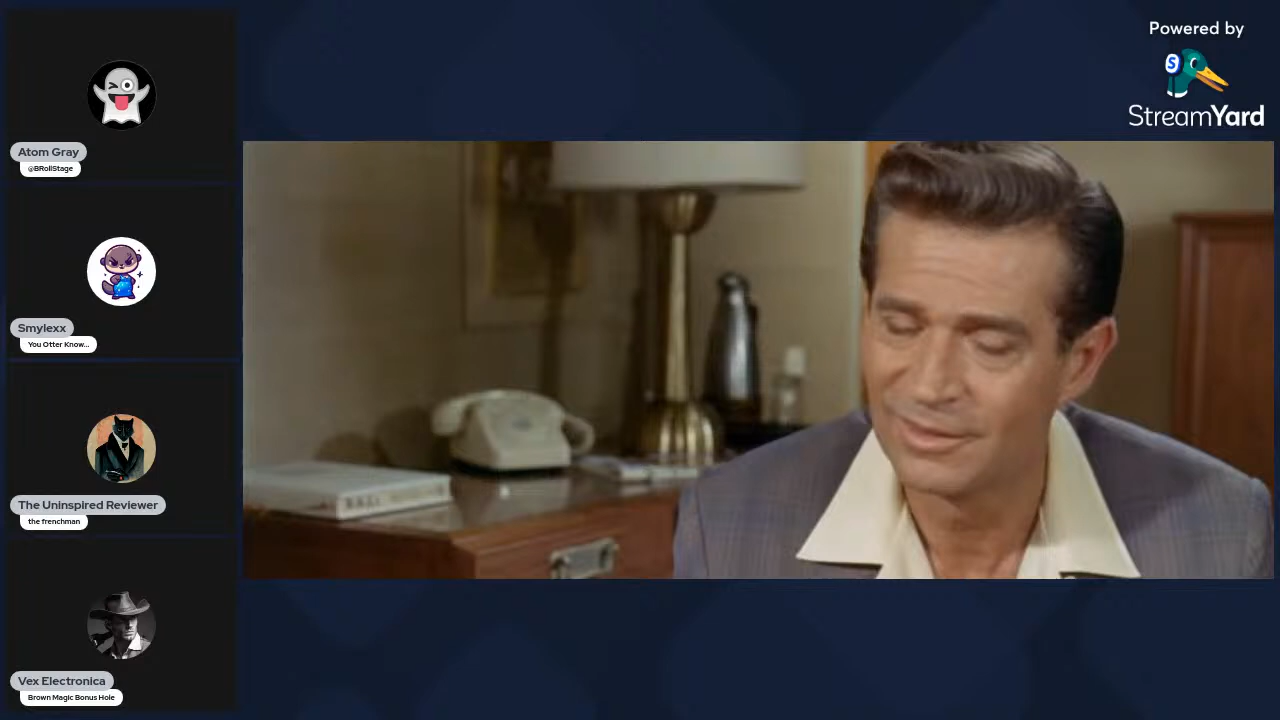 Powered by
StreamYard
Atom Gray
@BRollStage
Smylexx
You Otter Know...
The Uninspired Reviewer
the frenchman
Vex Electronica
Brown Magic Bonus Hole